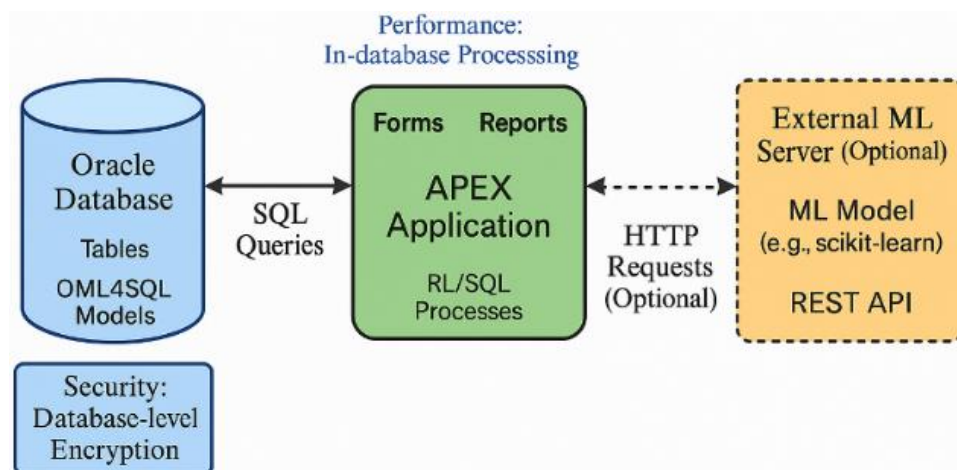 Performance:
In-database Processsing
Oracle
Database
Tables
OML4SQL
Models
Security:
Database-level
Encryption
SQL
Queries
Forms Reports
APEX
Application
RL/SQL
Processes
HTTP
Requests
(Optional)
External ML
Server (Optional)
ML Model
(e.g., scikit-learn)
REST API